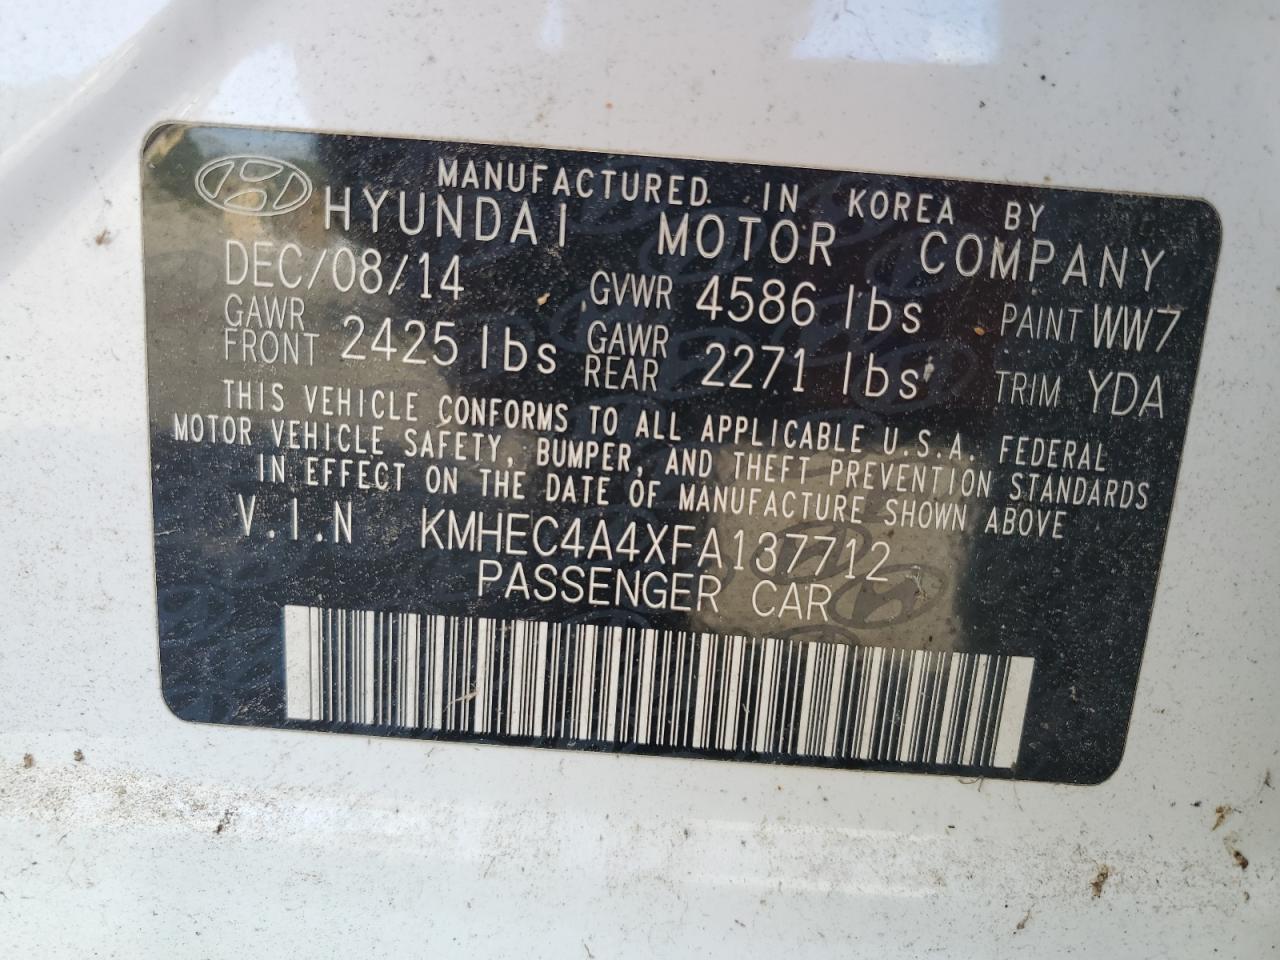 MANUFACTURED IN KOREA BY
HYUNDAI MOTOR COMPANY
DEC/08/14 GVWR 4586 lbs PAINT WW7
GAWR FRONT 2425 lbs GAWR REAR 2271 lbs TRIM YDA
THIS VEHICLE CONFORMS TO ALL APPLICABLE U.S.A. FEDERAL
MOTOR VEHICLE SAFETY, BUMPER, AND THEFT PREVENTION STANDARDS
IN EFFECT ON THE DATE OF MANUFACTURE SHOWN ABOVE
V.I.N KMHEC4A4XFA137712
PASSENGER CAR